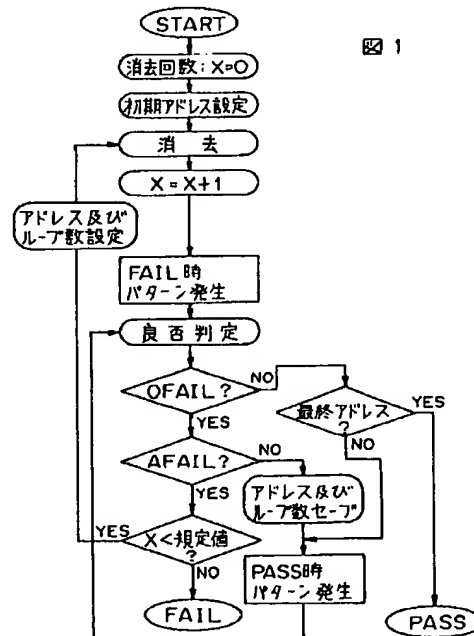 START
図1
消去回数:X=0
初期アドレス設定
消去
X=X+1
アドレス及び
ループ数設定
FAIL時
パターン発生
良否判定
OFAIL?
NO
YES
最終アドレス
?
YES
NO
AFAIL?
NO
YES
アドレス及び
ループ数セーブ
X<規定値
?
YES
NO
PASS時
パターン発生
FAIL
PASS